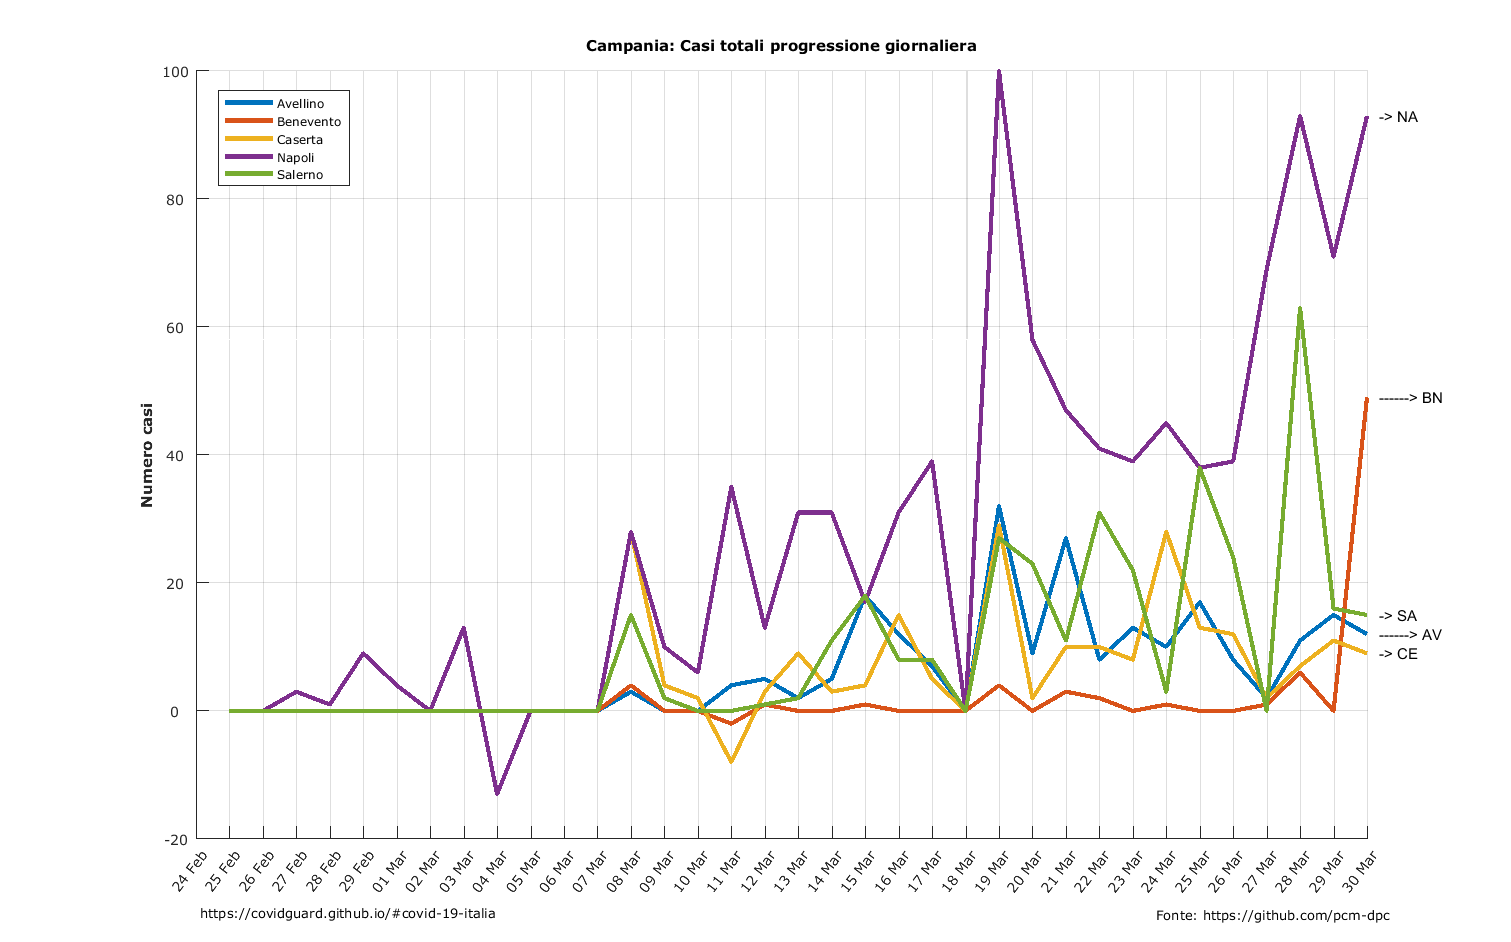 Campania: Casi totali progressione giornaliera
100
80
60
40
20
0
-20
Numero casi
Avellino
Benevento
Caserta
Napoli
Salerno
-> NA
------> BN
-> SA
------> AV
-> CE
24 Feb
25 Feb
26 Feb
27 Feb
28 Feb
29 Feb
01 Mar
02 Mar
03 Mar
04 Mar
05 Mar
06 Mar
07 Mar
08 Mar
09 Mar
10 Mar
11 Mar
12 Mar
13 Mar
14 Mar
15 Mar
16 Mar
17 Mar
18 Mar
19 Mar
20 Mar
21 Mar
22 Mar
23 Mar
24 Mar
25 Mar
26 Mar
27 Mar
28 Mar
29 Mar
30 Mar
https://covidguard.github.io/#covid-19-italia
Fonte: https://github.com/pcm-dpc